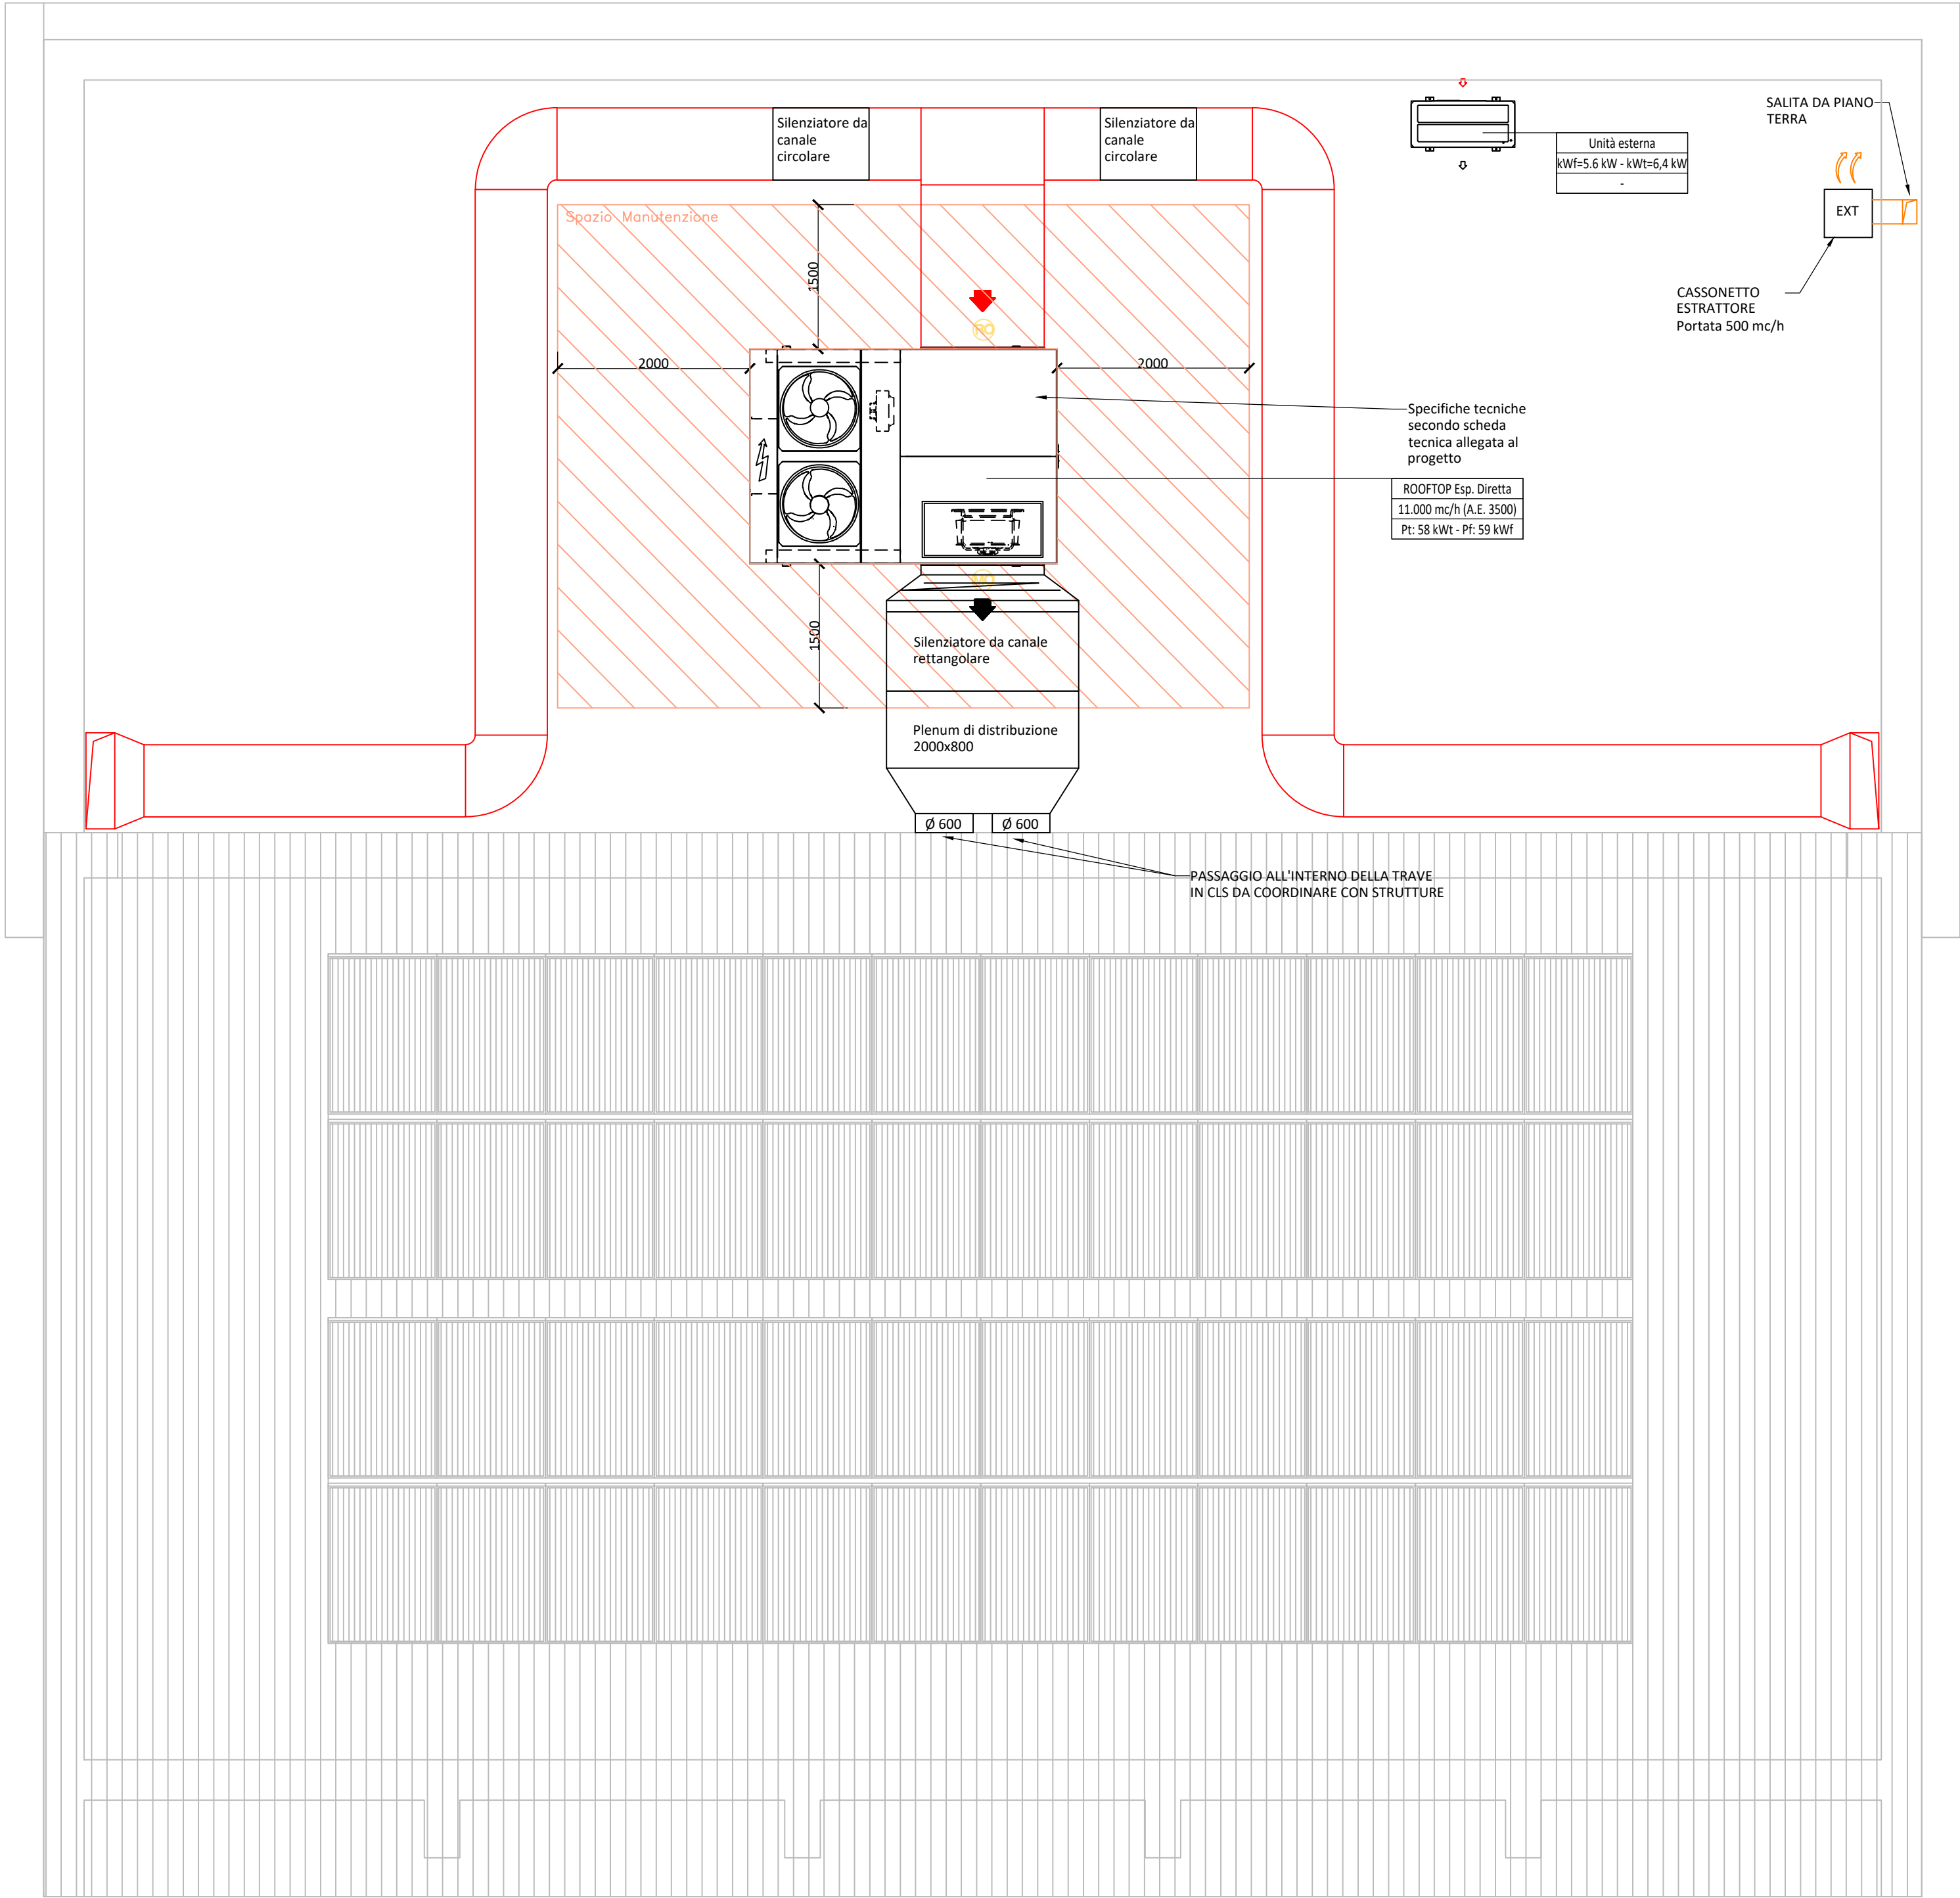 Silenziatore da
canale
circolare
Silenziatore da
canale
circolare
SALITA DA PIANO
TERRA
Unità esterna
kWf=5.6 kW - kWt=6,4 kW
-
EXT
Spazio Manutenzione
1500
CASSONETTO
ESTRATTORE
Portata 500 mc/h
RO
2000
2000
Specifiche tecniche
secondo scheda
tecnica allegata al
progetto
ROOFTOP Esp. Diretta
11.000 mc/h (A.E. 3500)
Pt: 58 kWt - Pf: 59 kWf
MO
1500
Silenziatore da canale
rettangolare
Plenum di distribuzione
2000x800
Ø 600
Ø 600
PASSAGGIO ALL'INTERNO DELLA TRAVE
IN CLS DA COORDINARE CON STRUTTURE